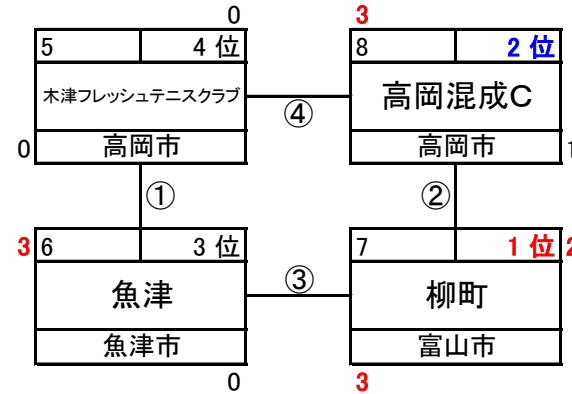 0 3
5 4位 8 2位
木津フレッシュテニスクラブ 高岡混成C
④
0 高岡市 高岡市 1
① ②
3 6 3位 7 1位 2
魚津 ③ 柳町
魚津市 富山市
0 3